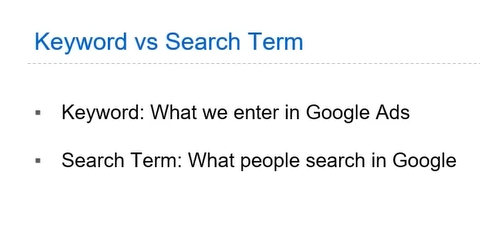 Keyword vs Search Term
▪ Keyword: What we enter in Google Ads
▪ Search Term: What people search in Google